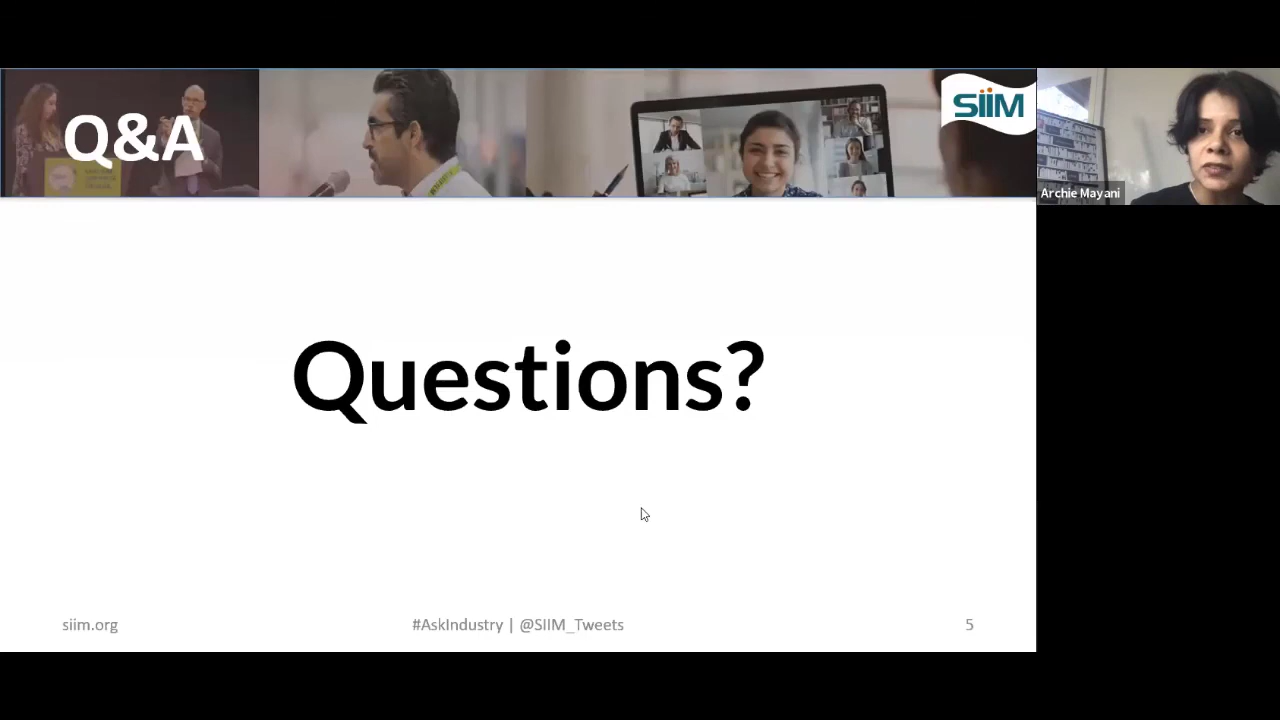 Q&A
SIIM
Archie Mayani
Questions?
siim.org
#AskIndustry | @SIIM_Tweets
5